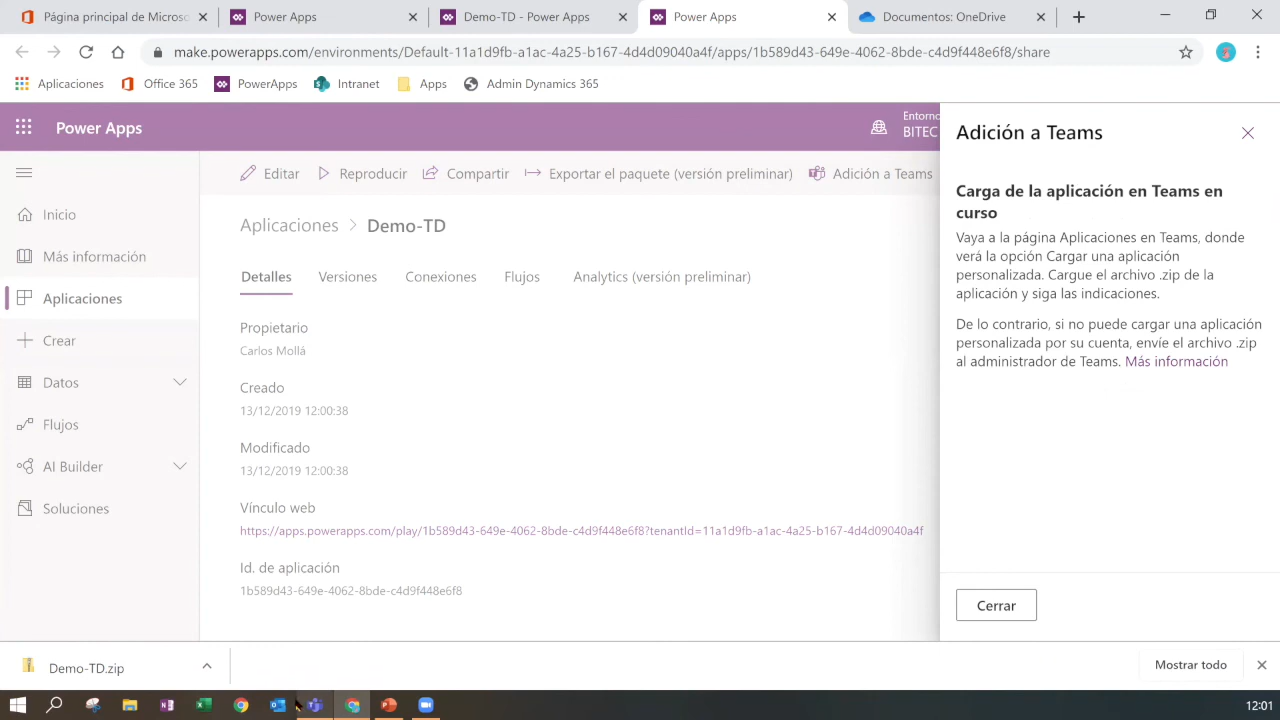 Página principal de Microso
Power Apps
Demo-TD - Power Apps
Power Apps
Documentos: OneDrive
make.powerapps.com/environments/Default-11a1d9fb-a1ac-4a25-b167-4d4d09040a4f/apps/1b589d43-649e-4062-8bde-c4d9f448e6f8/share
Aplicaciones
Office 365
PowerApps
Intranet
Apps
Admin Dynamics 365
Power Apps
Entorno
BITEC
Inicio
Más información
Aplicaciones
Crear
Datos
Flujos
AI Builder
Soluciones
Editar
Reproducir
Compartir
Exportar el paquete (versión preliminar)
Adición a Teams
Aplicaciones > Demo-TD
Detalles
Versiones
Conexiones
Flujos
Analytics (versión preliminar)
Propietario
Carlos Mollá
Creado
13/12/2019 12:00:38
Modificado
13/12/2019 12:00:38
Vínculo web
https://apps.powerapps.com/play/1b589d43-649e-4062-8bde-c4d9f448e6f8?tenantId=11a1d9fb-a1ac-4a25-b167-4d4d09040a4f
Id. de aplicación
1b589d43-649e-4062-8bde-c4d9f448e6f8
Adición a Teams
Carga de la aplicación en Teams en
curso
Vaya a la página Aplicaciones en Teams, donde
verá la opción Cargar una aplicación
personalizada. Cargue el archivo .zip de la
aplicación y siga las indicaciones.
De lo contrario, si no puede cargar una aplicación
personalizada por su cuenta, envíe el archivo .zip
al administrador de Teams. Más información
Cerrar
Demo-TD.zip
Mostrar todo
12:01